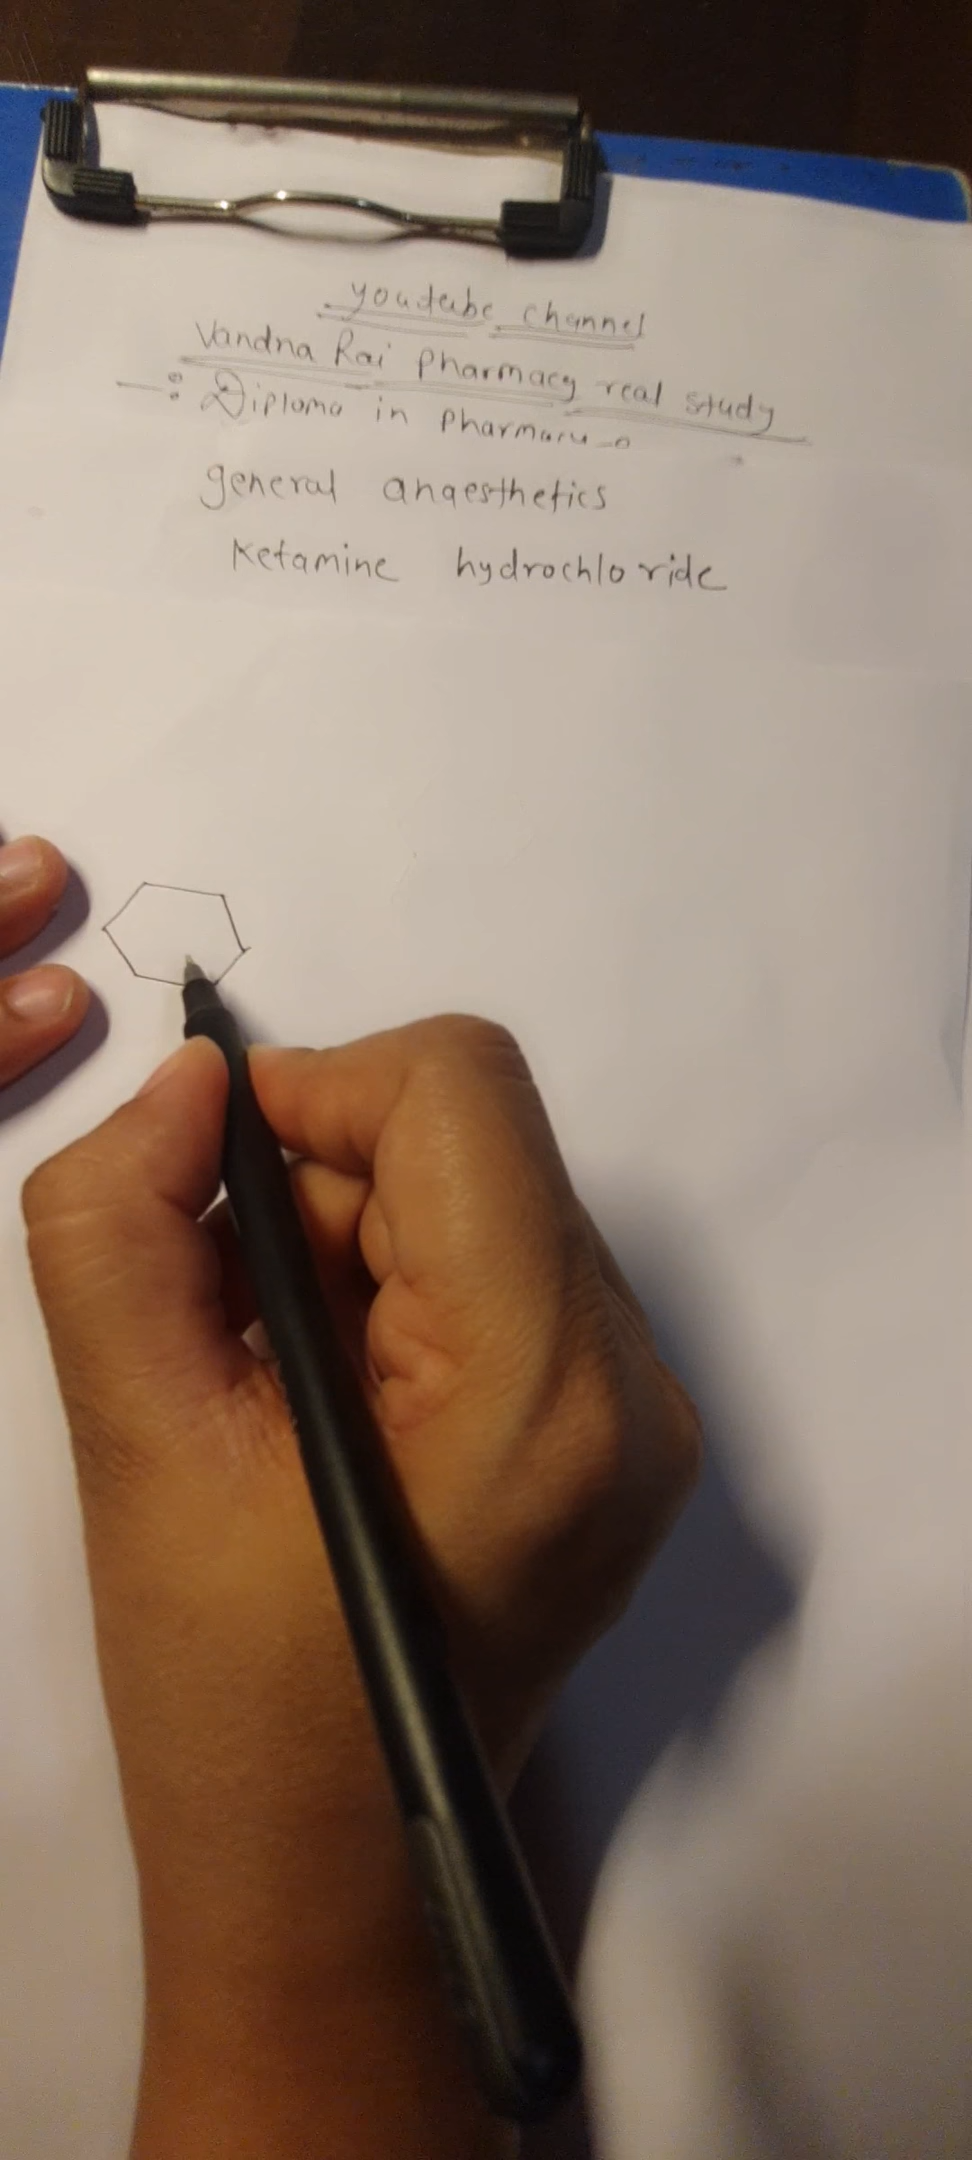 youtube channel
Vandna Rai pharmacy real study
—: Diploma in pharmacy
general anaesthetics
Ketamine hydrochloride